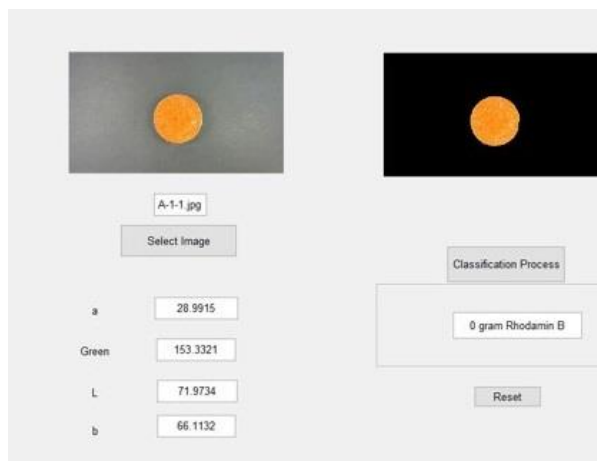 A-1-1.jpg
Select Image
Classification Process
a 28.9915
0 gram Rhodamin B
Green 153.3321
L 71.9734
Reset
b 66.1132